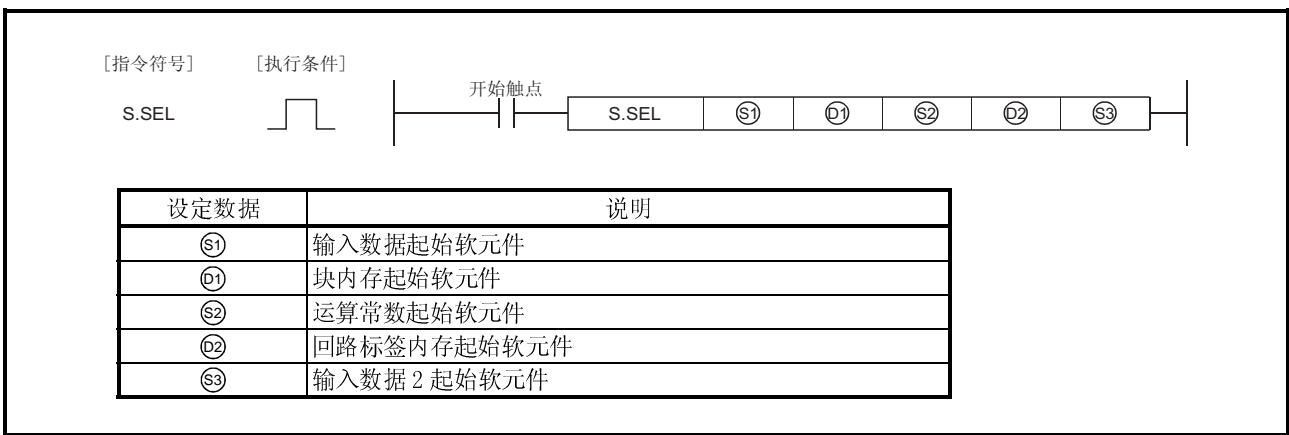 [指令符号] [执行条件]
开始触点
S.SEL S.SEL S1 D1 S2 D2 S3
设定数据 说明
S1 输入数据起始软元件
D1 块内存起始软元件
S2 运算常数起始软元件
D2 回路标签内存起始软元件
S3 输入数据2起始软元件